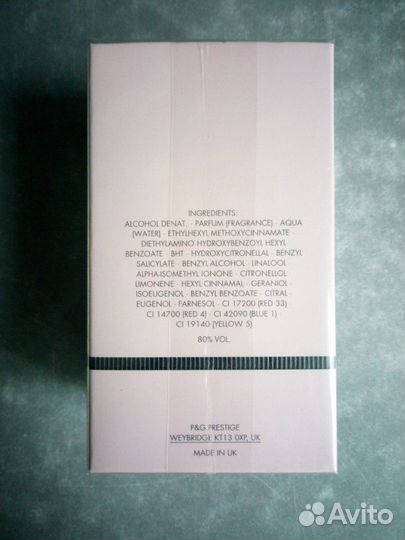 INGREDIENTS:
ALCOHOL DENAT. · PARFUM (FRAGRANCE) · AQUA
(WATER) · ETHYLHEXYL METHOXYCINNAMATE ·
DIETHYLAMINO HYDROXYBENZOYL HEXYL
BENZOATE · BHT · HYDROXYCITRONELLAL · BENZYL
SALICYLATE · BENZYL ALCOHOL · LINALOOL
ALPHA-ISOMETHYL IONONE · CITRONELLOL
LIMONENE · HEXYL CINNAMAL · GERANIOL ·
ISOEUGENOL · BENZYL BENZOATE · CITRAL ·
EUGENOL · FARNESOL · CI 17200 (RED 33)
CI 14700 (RED 4) · CI 42090 (BLUE 1)
CI 19140 (YELLOW 5)
80% VOL.
P&G PRESTIGE
WEYBRIDGE KT13 0XP, UK
MADE IN UK
Avito